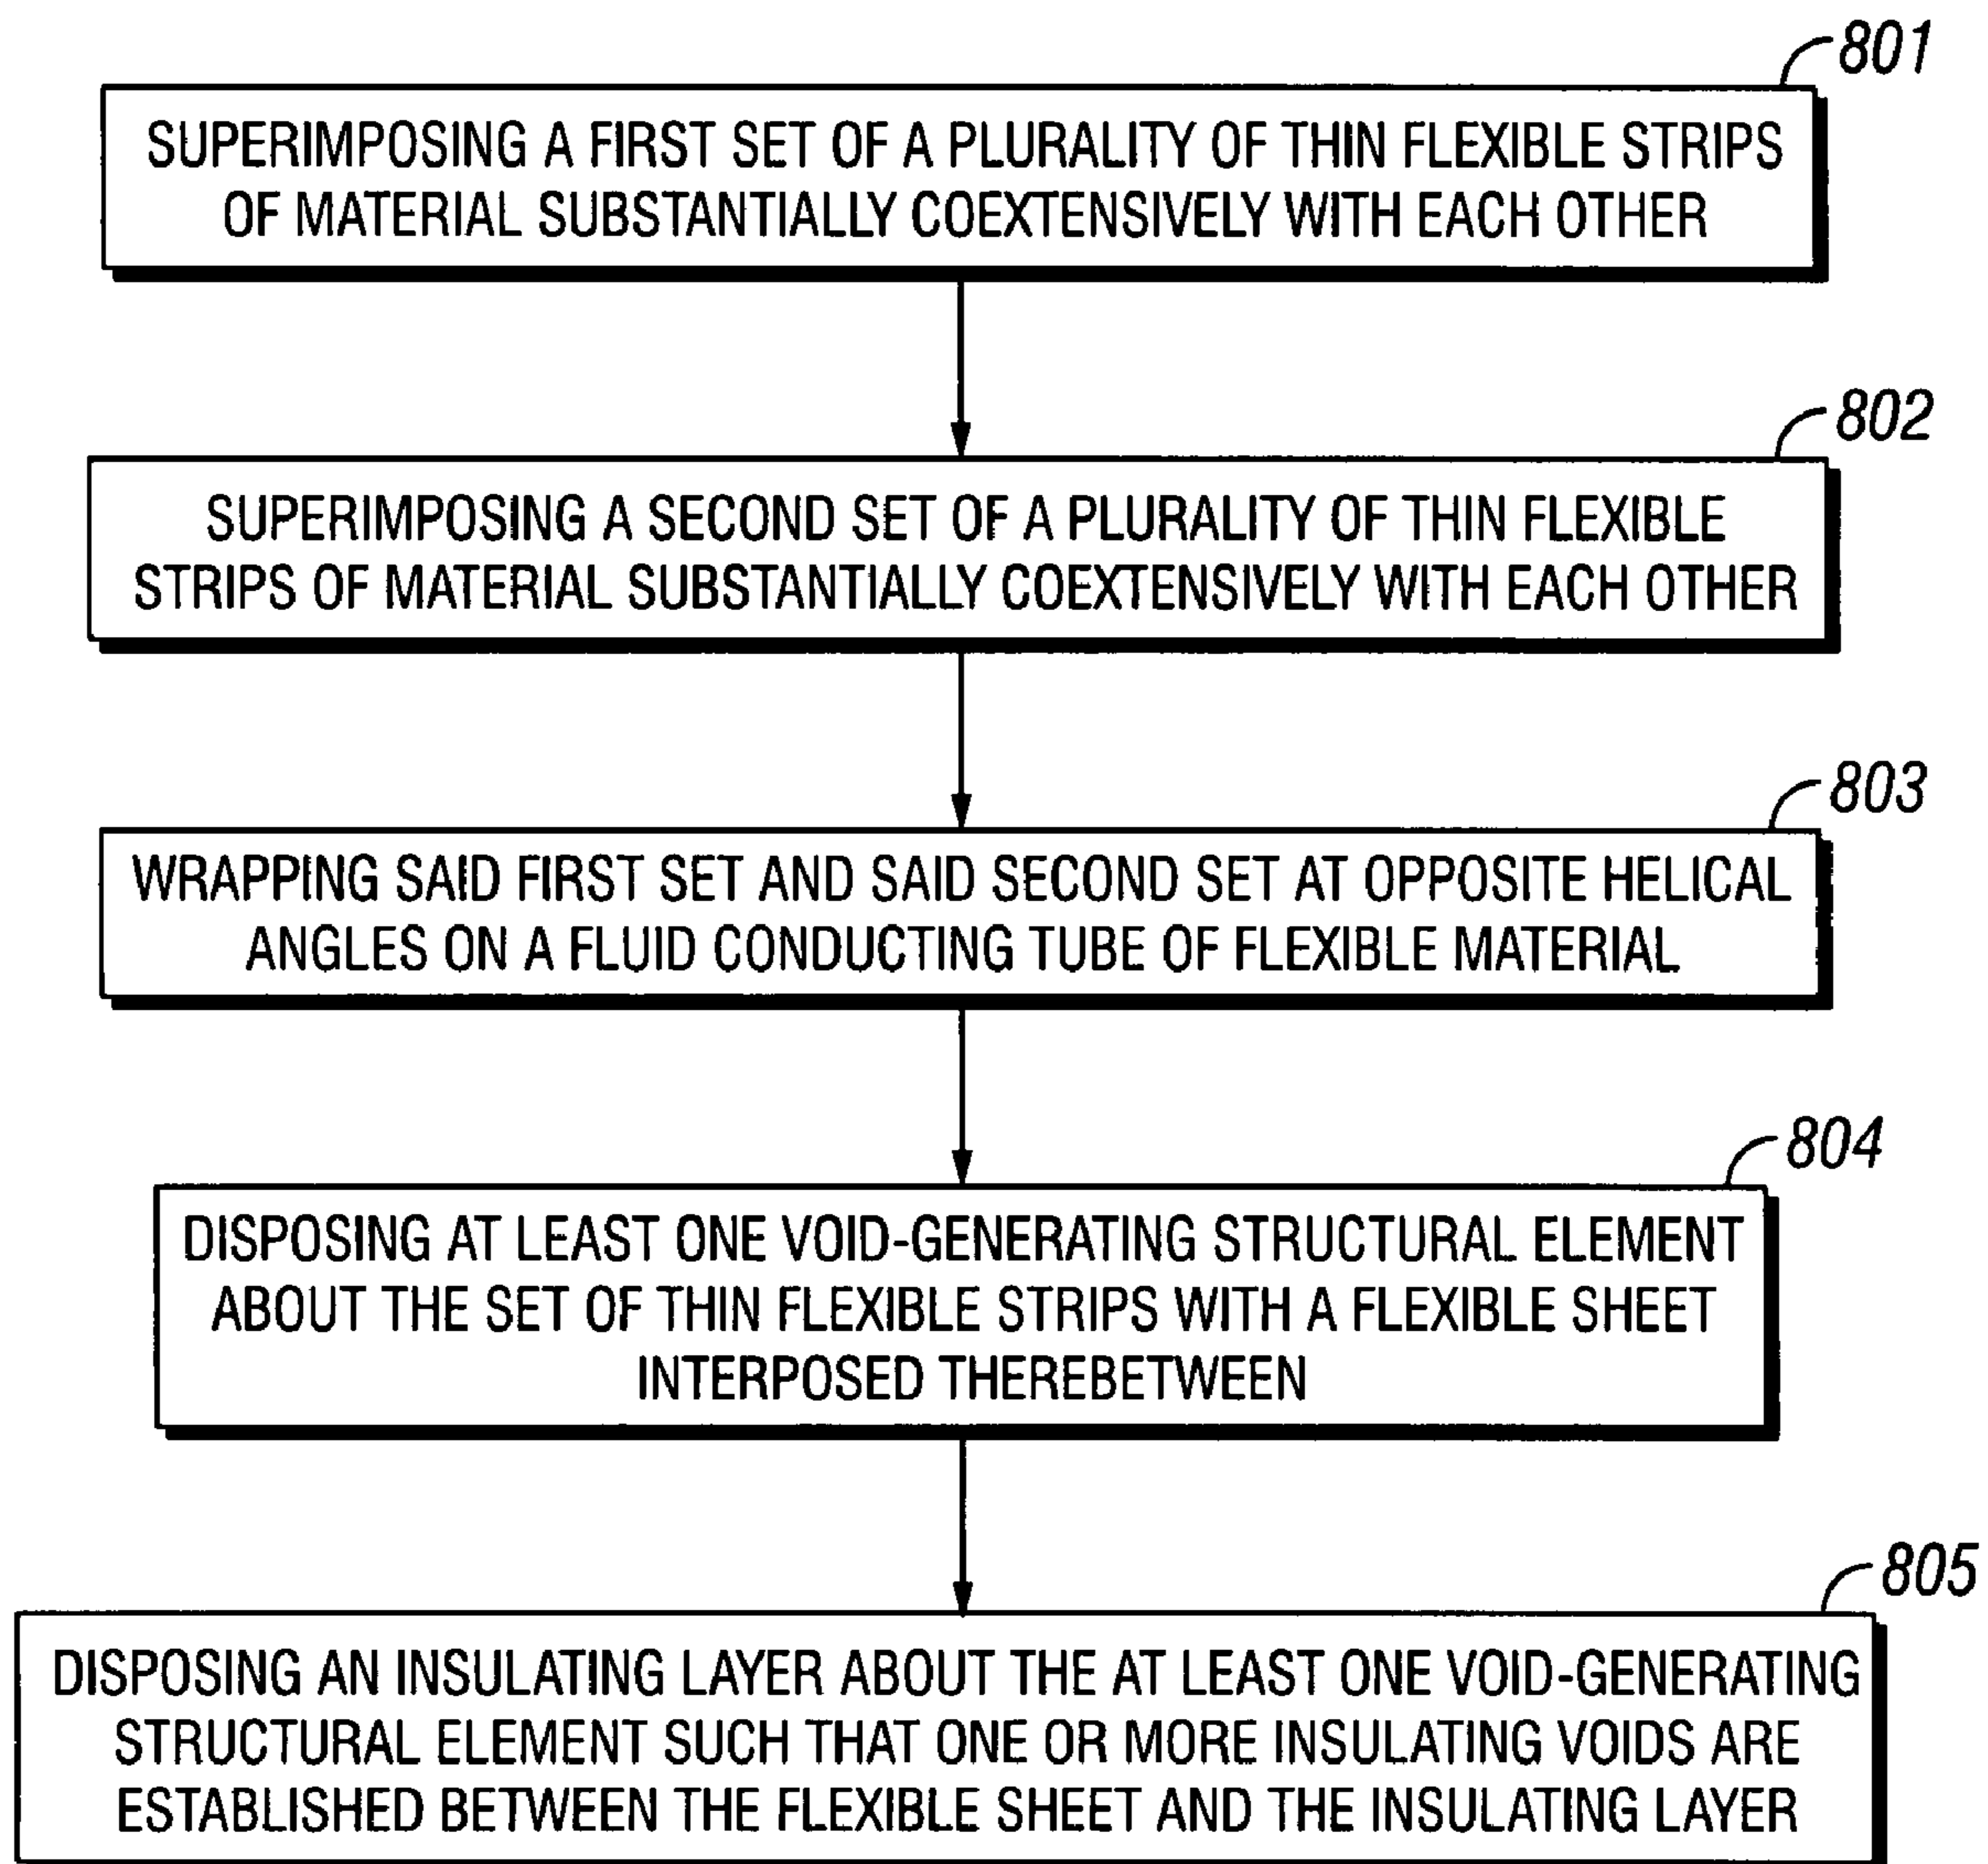 801
SUPERIMPOSING A FIRST SET OF A PLURALITY OF THIN FLEXIBLE STRIPS
OF MATERIAL SUBSTANTIALLY COEXTENSIVELY WITH EACH OTHER
802
SUPERIMPOSING A SECOND SET OF A PLURALITY OF THIN FLEXIBLE
STRIPS OF MATERIAL SUBSTANTIALLY COEXTENSIVELY WITH EACH OTHER
803
WRAPPING SAID FIRST SET AND SAID SECOND SET AT OPPOSITE HELICAL
ANGLES ON A FLUID CONDUCTING TUBE OF FLEXIBLE MATERIAL
804
DISPOSING AT LEAST ONE VOID-GENERATING STRUCTURAL ELEMENT
ABOUT THE SET OF THIN FLEXIBLE STRIPS WITH A FLEXIBLE SHEET
INTERPOSED THEREBETWEEN
805
DISPOSING AN INSULATING LAYER ABOUT THE AT LEAST ONE VOID-GENERATING
STRUCTURAL ELEMENT SUCH THAT ONE OR MORE INSULATING VOIDS ARE
ESTABLISHED BETWEEN THE FLEXIBLE SHEET AND THE INSULATING LAYER